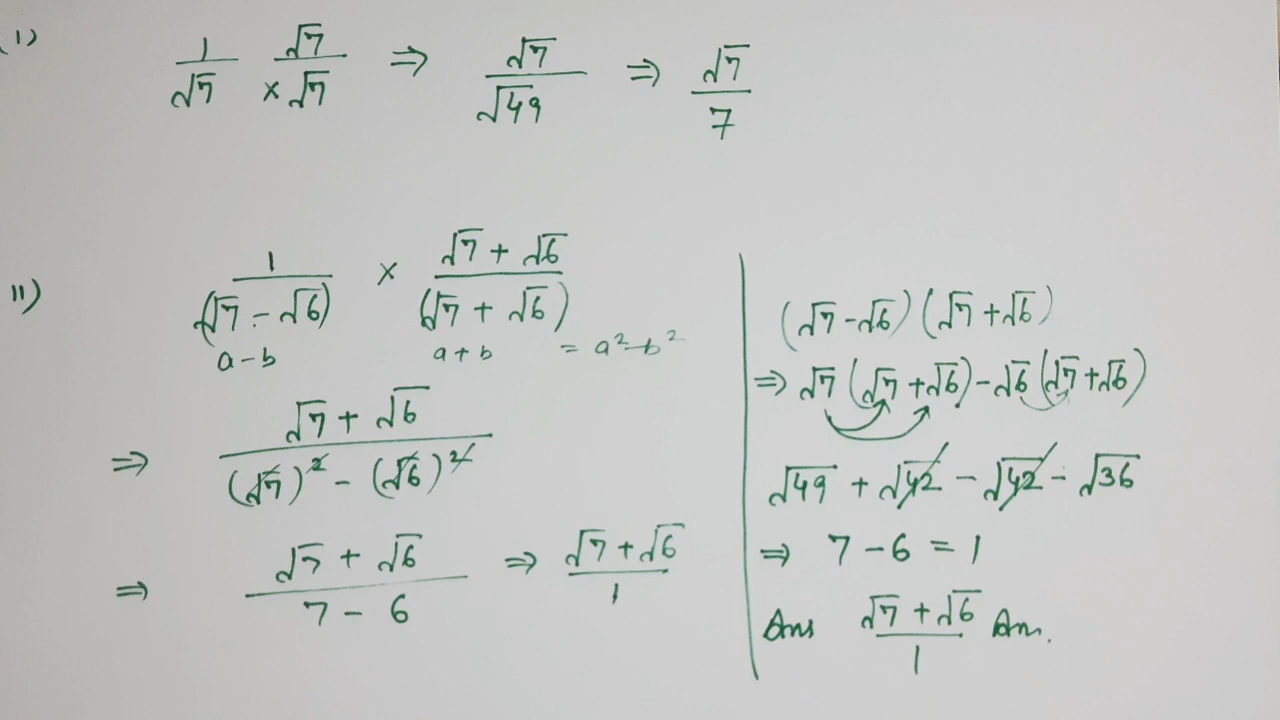 (1) 1/√7 × √7/√7 ⇒ √7/√49 ⇒ √7/7
11) 1/(√7 - √6) × (√7 + √6)/(√7 + √6)
a - b a + b = a² - b²
⇒ (√7 + √6)/((√7)² - (√6)²)
⇒ (√7 + √6)/(7 - 6) ⇒ (√7 + √6)/1
(√7 - √6)(√7 + √6)
⇒ √7(√7 + √6) - √6(√7 + √6)
√49 + √42 - √42 - √36
⇒ 7 - 6 = 1
Ans (√7 + √6)/1 Ans.